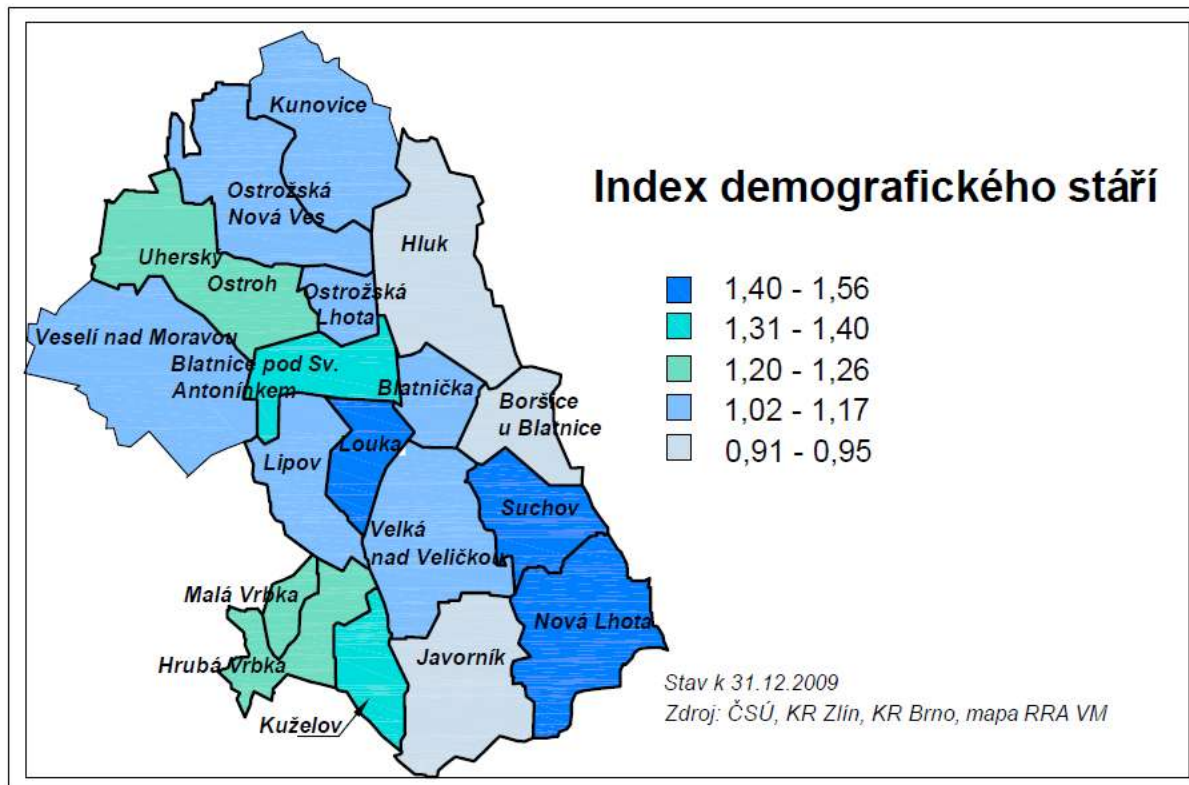 Kunovice
Ostrožská
Nová Ves
Hluk
Uherský
Ostroh
Ostrožská
Lhota
Veselí nad Moravou
Blatnice pod Sv.
Antonínkem
Blatnička
Boršice
u Blatnice
Louka
Lipov
Suchov
Velká
nad Veličkou
Malá Vrbka
Nová Lhota
Hrubá Vrbka
Javorník
Kuželov
Index demografického stáří
1,40 - 1,56
1,31 - 1,40
1,20 - 1,26
1,02 - 1,17
0,91 - 0,95
Stav k 31.12.2009
Zdroj: ČSÚ, KR Zlín, KR Brno, mapa RRA VM